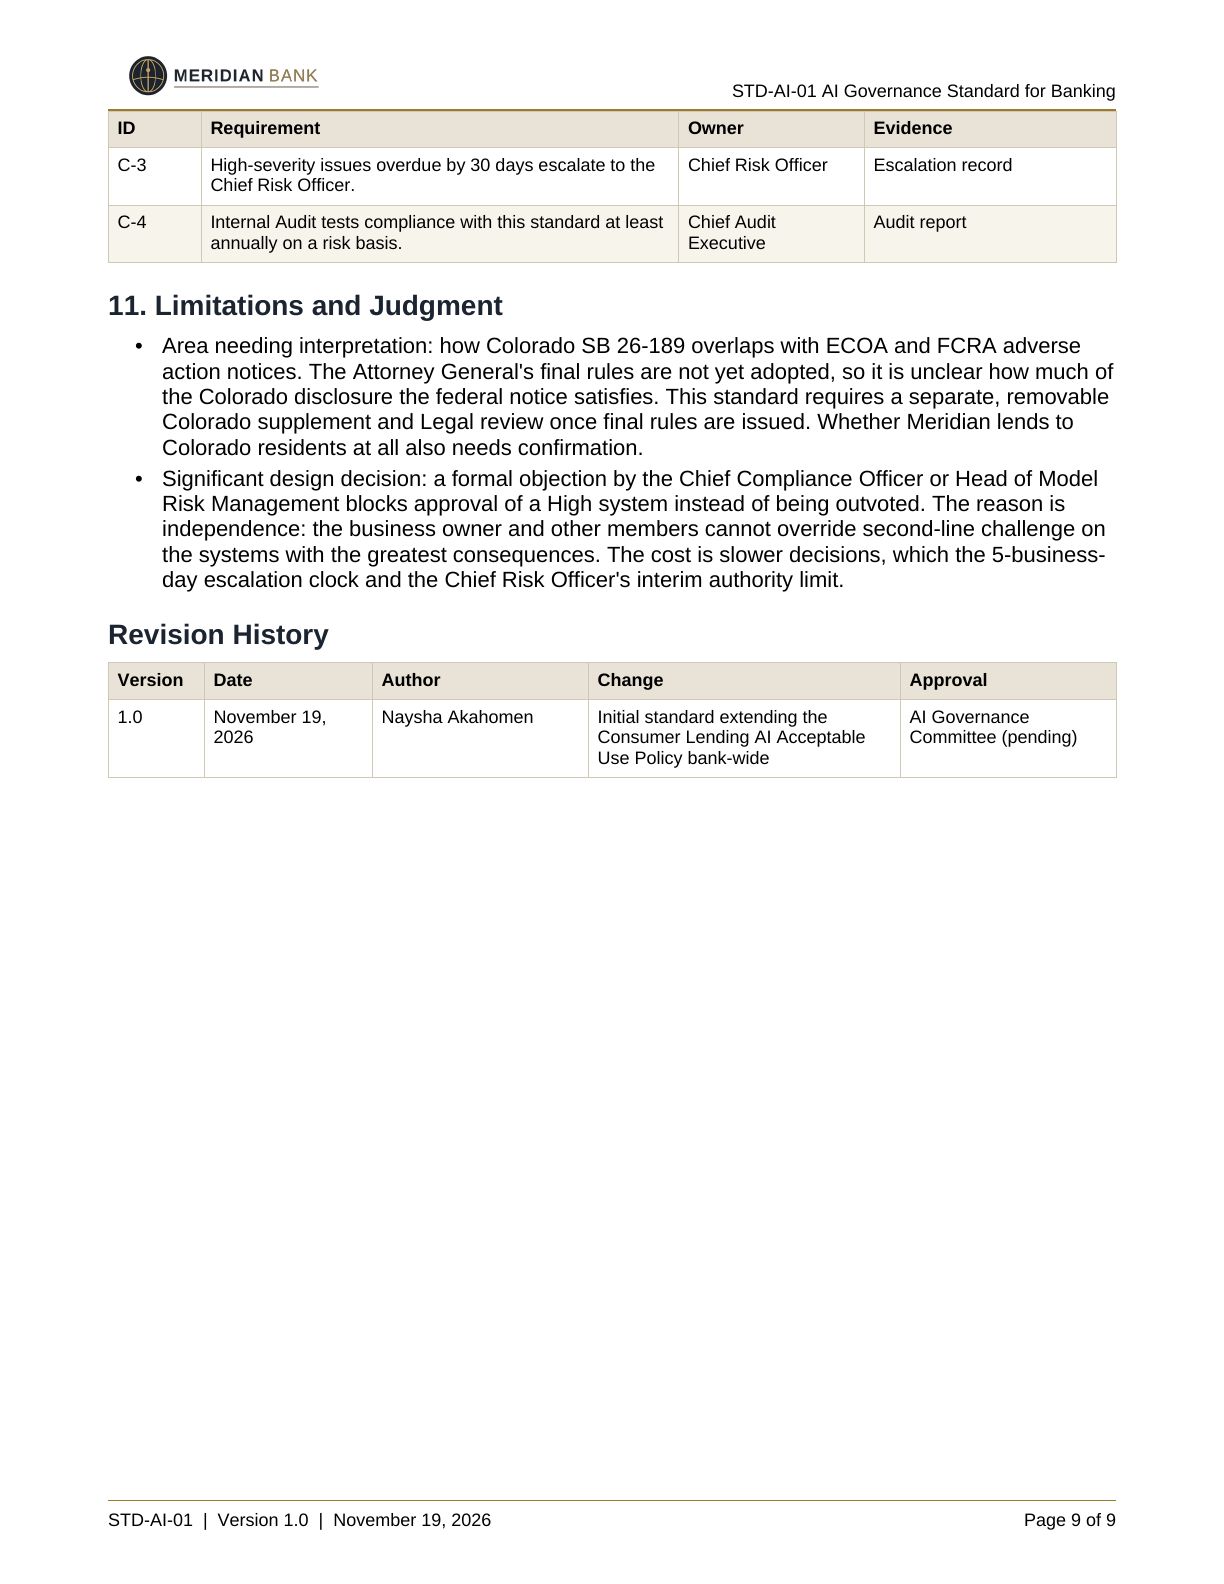 MERIDIAN BANK
STD-AI-01 AI Governance Standard for Banking
ID Requirement Owner Evidence
C-3 High-severity issues overdue by 30 days escalate to the Chief Risk Officer Escalation record
Chief Risk Officer.
C-4 Internal Audit tests compliance with this standard at least Chief Audit Audit report
annually on a risk basis. Executive
11. Limitations and Judgment
• Area needing interpretation: how Colorado SB 26-189 overlaps with ECOA and FCRA adverse
action notices. The Attorney General's final rules are not yet adopted, so it is unclear how much of
the Colorado disclosure the federal notice satisfies. This standard requires a separate, removable
Colorado supplement and Legal review once final rules are issued. Whether Meridian lends to
Colorado residents at all also needs confirmation.
• Significant design decision: a formal objection by the Chief Compliance Officer or Head of Model
Risk Management blocks approval of a High system instead of being outvoted. The reason is
independence: the business owner and other members cannot override second-line challenge on
the systems with the greatest consequences. The cost is slower decisions, which the 5-business-
day escalation clock and the Chief Risk Officer's interim authority limit.
Revision History
Version Date Author Change Approval
1.0 November 19, Naysha Akahomen Initial standard extending the AI Governance
2026 Consumer Lending AI Acceptable Committee (pending)
Use Policy bank-wide
STD-AI-01 | Version 1.0 | November 19, 2026 Page 9 of 9